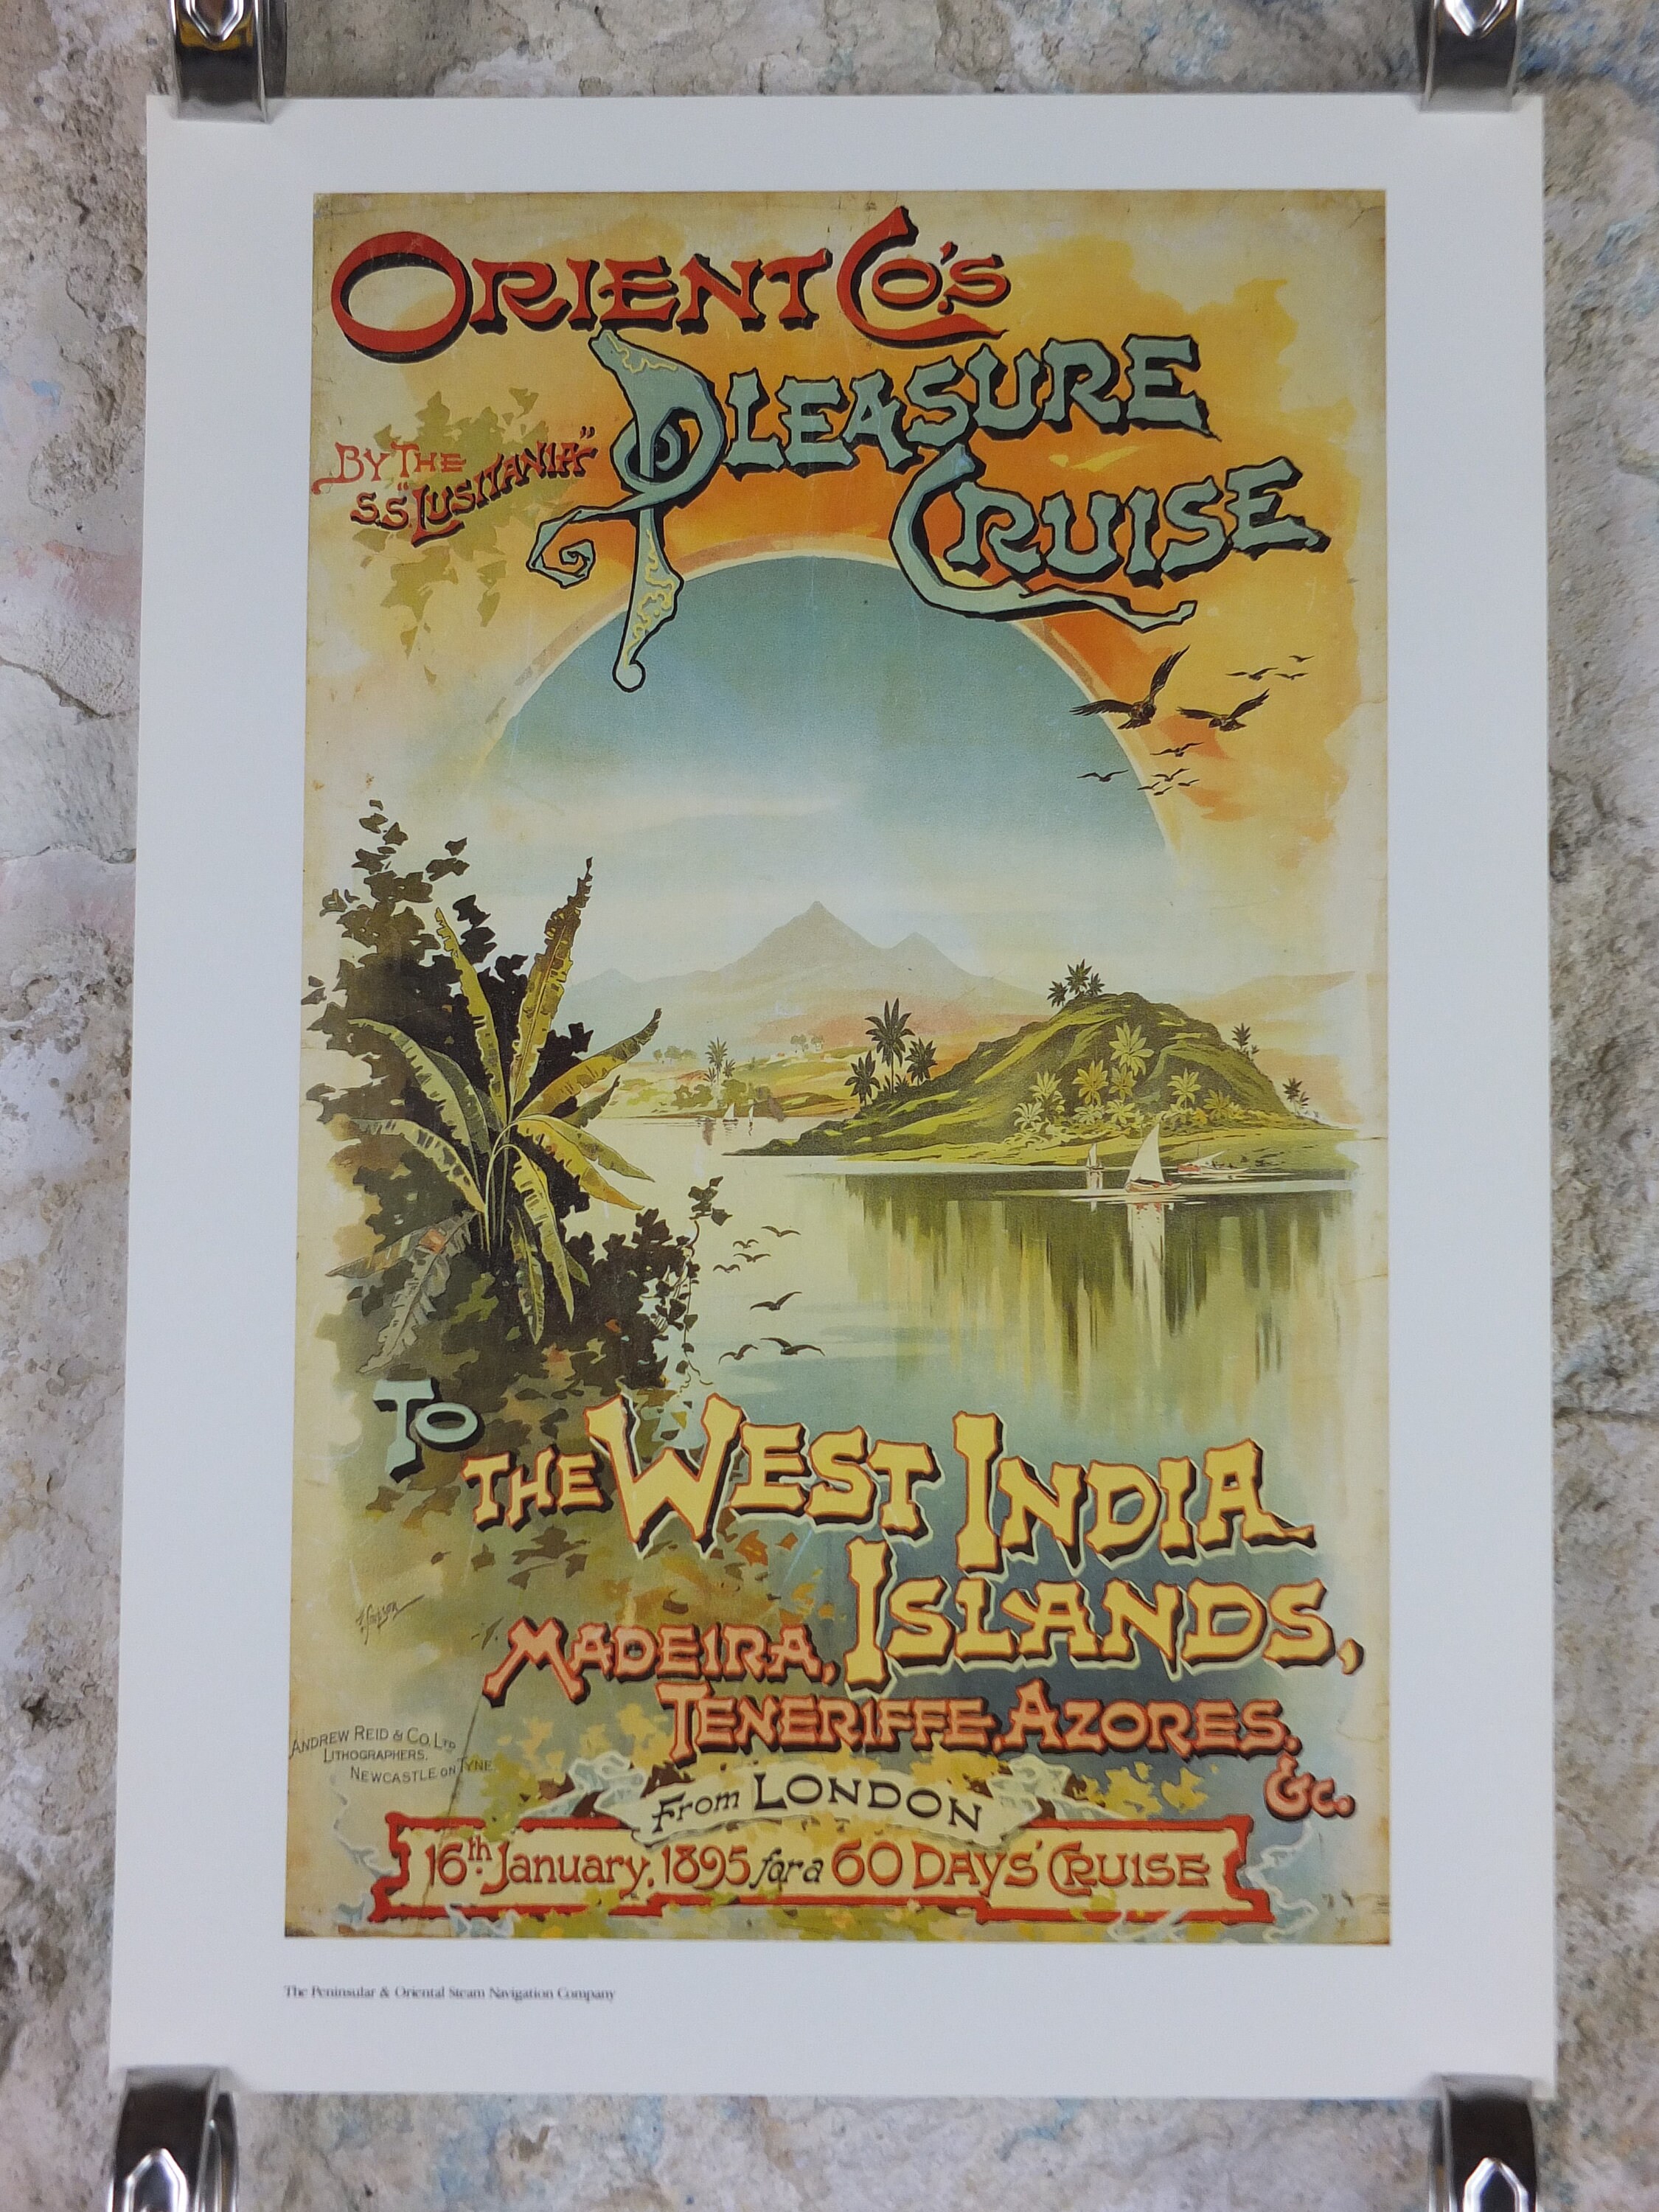 ORIENT CO'S
PLEASURE
CRUISE
BY THE
S.S. "LUSITANIA"
TO
THE WEST INDIA
ISLANDS,
MADEIRA,
TENERIFFE, AZORES,
&c.
ANDREW REID & CO. LTD
LITHOGRAPHERS.
NEWCASTLE ON TYNE
From LONDON
16th January, 1895 for a 60 DAYS' CRUISE
The Peninsular & Oriental Steam Navigation Company